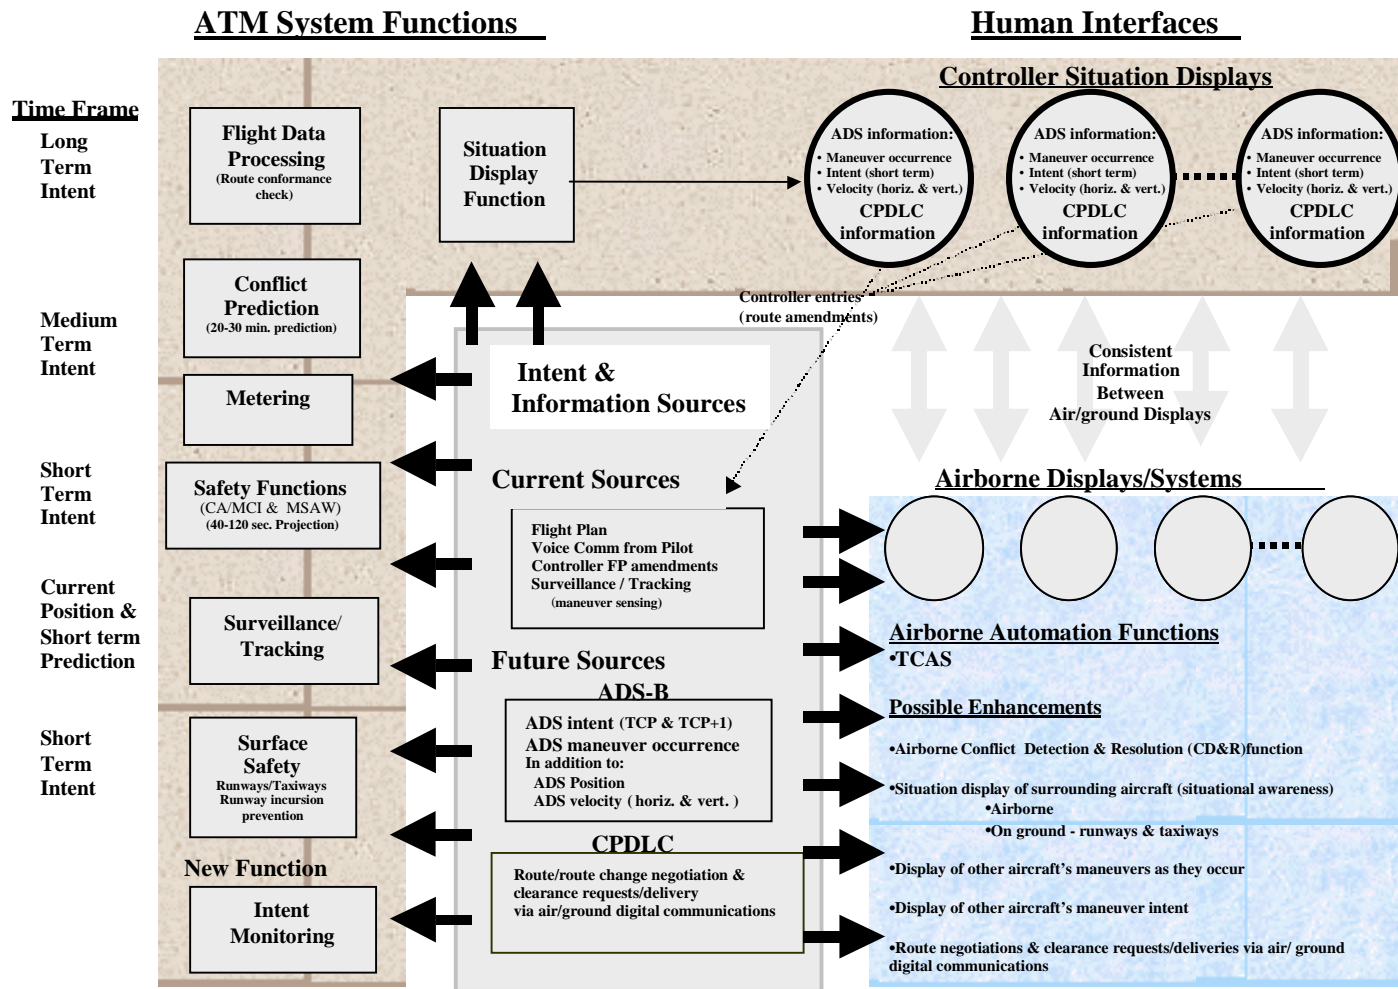 ATM System Functions
Human Interfaces
Time Frame
Long
Term
Intent
Medium
Term
Intent
Short
Term
Intent
Current
Position &
Short term
Prediction
Short
Term
Intent
Flight Data
Processing
(Route conformance
check)
Conflict
Prediction
(20-30 min. prediction)
Metering
Safety Functions
(CA/MCI & MSAW)
(40-120 sec. Projection)
Surveillance/
Tracking
Surface
Safety
Runways/Taxiways
Runway incursion
prevention
New Function
Intent
Monitoring
Situation
Display
Function
Intent &
Information Sources
Current Sources
Flight Plan
Voice Comm from Pilot
Controller FP amendments
Surveillance / Tracking
(maneuver sensing)
Future Sources
ADS-B
ADS intent (TCP & TCP+1)
ADS maneuver occurrence
In addition to:
ADS Position
ADS velocity ( horiz. & vert. )
CPDLC
Route/route change negotiation &
clearance requests/delivery
via air/ground digital communications
Controller Situation Displays
ADS information:
• Maneuver occurrence
• Intent (short term)
• Velocity (horiz. & vert.)
CPDLC
information
ADS information:
• Maneuver occurrence
• Intent (short term)
• Velocity (horiz. & vert.)
CPDLC
information
ADS information:
• Maneuver occurrence
• Intent (short term)
• Velocity (horiz. & vert.)
CPDLC
information
Controller entries
(route amendments)
Consistent
Information
Between
Air/ground Displays
Airborne Displays/Systems
Airborne Automation Functions
•TCAS
Possible Enhancements
•Airborne Conflict Detection & Resolution (CD&R)function
•Situation display of surrounding aircraft (situational awareness)
•Airborne
•On ground - runways & taxiways
•Display of other aircraft's maneuvers as they occur
•Display of other aircraft's maneuver intent
•Route negotiations & clearance requests/deliveries via air/ ground
digital communications